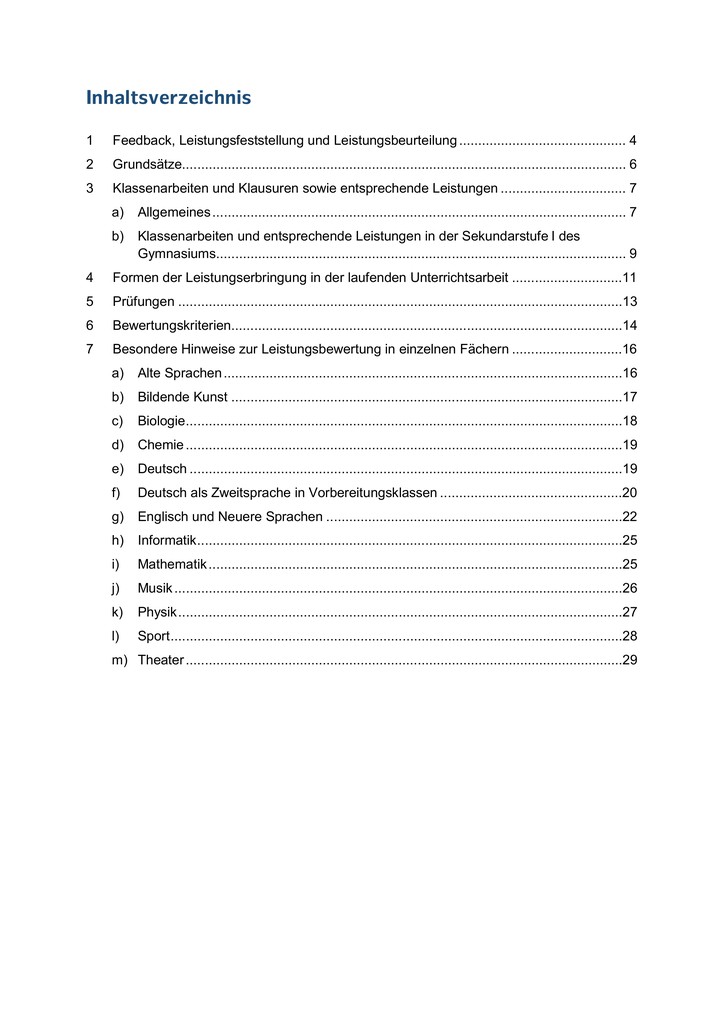 Inhaltsverzeichnis
1 Feedback, Leistungsfeststellung und Leistungsbeurteilung ........................................... 4
2 Grundsätze................................................................................................................... 6
3 Klassenarbeiten und Klausuren sowie entsprechende Leistungen ................................ 7
a) Allgemeines ........................................................................................................... 7
b) Klassenarbeiten und entsprechende Leistungen in der Sekundarstufe I des
Gymnasiums.......................................................................................................... 9
4 Formen der Leistungserbringung in der laufenden Unterrichtsarbeit ............................11
5 Prüfungen ...................................................................................................................13
6 Bewertungskriterien.....................................................................................................14
7 Besondere Hinweise zur Leistungsbewertung in einzelnen Fächern ............................16
a) Alte Sprachen .......................................................................................................16
b) Bildende Kunst .....................................................................................................17
c) Biologie.................................................................................................................18
d) Chemie .................................................................................................................19
e) Deutsch ................................................................................................................19
f) Deutsch als Zweitsprache in Vorbereitungsklassen ...............................................20
g) Englisch und Neuere Sprachen ............................................................................22
h) Informatik..............................................................................................................25
i) Mathematik ...........................................................................................................25
j) Musik ....................................................................................................................26
k) Physik...................................................................................................................27
l) Sport.....................................................................................................................28
m) Theater .................................................................................................................29